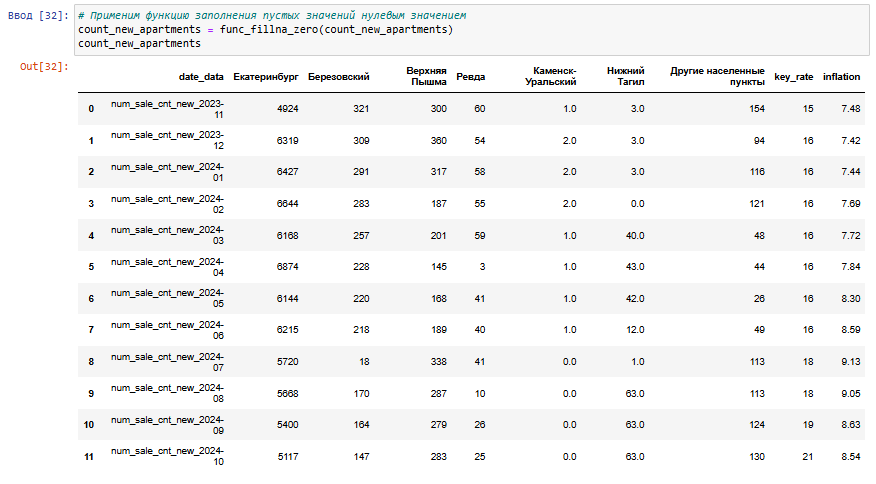 Ввод [32]: # Применим функцию заполнения пустых значений нулевым значением
count_new_apartments = func_fillna_zero(count_new_apartments)
count_new_apartments
Out[32]:
date_data Екатеринбург Березовский Верхняя Пышма Ревда Каменск-Уральский Нижний Тагил Другие населенные пункты key_rate inflation
0 num_sale_cnt_new_2023-11 4924 321 300 60 1.0 3.0 154 15 7.48
1 num_sale_cnt_new_2023-12 6319 309 360 54 2.0 3.0 94 16 7.42
2 num_sale_cnt_new_2024-01 6427 291 317 58 2.0 3.0 116 16 7.44
3 num_sale_cnt_new_2024-02 6644 283 187 55 2.0 0.0 121 16 7.69
4 num_sale_cnt_new_2024-03 6168 257 201 59 1.0 40.0 48 16 7.72
5 num_sale_cnt_new_2024-04 6874 228 145 3 1.0 43.0 44 16 7.84
6 num_sale_cnt_new_2024-05 6144 220 168 41 1.0 42.0 26 16 8.30
7 num_sale_cnt_new_2024-06 6215 218 189 40 1.0 12.0 49 16 8.59
8 num_sale_cnt_new_2024-07 5720 18 338 41 0.0 1.0 113 18 9.13
9 num_sale_cnt_new_2024-08 5668 170 287 10 0.0 63.0 113 18 9.05
10 num_sale_cnt_new_2024-09 5400 164 279 26 0.0 63.0 124 19 8.63
11 num_sale_cnt_new_2024-10 5117 147 283 25 0.0 63.0 130 21 8.54